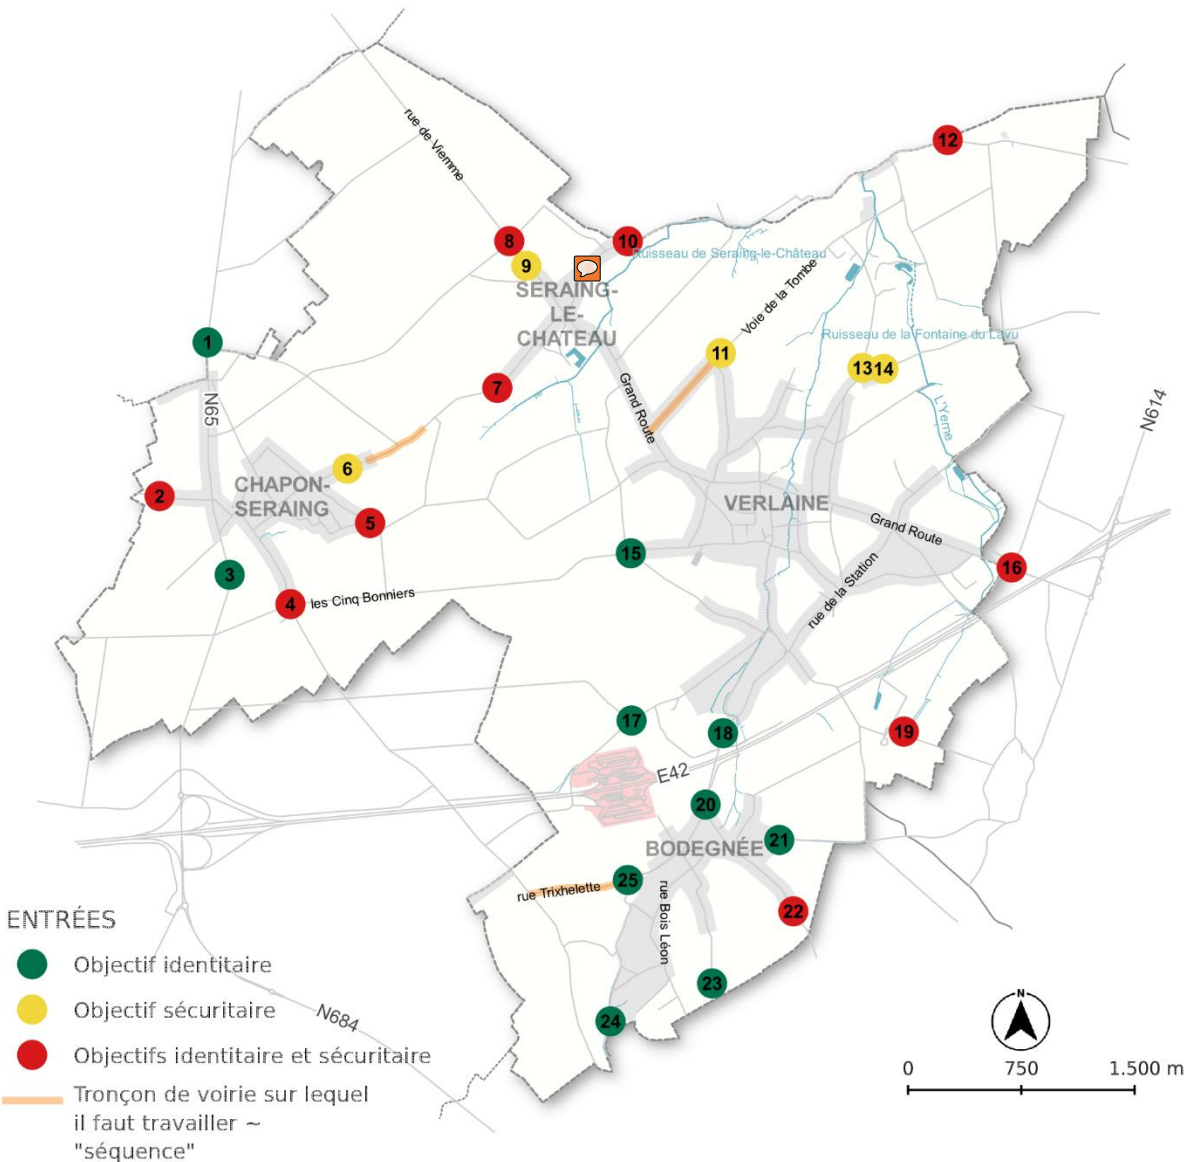 rue de Viemme
12
8
10
9
Ruisseau de Seraing-le-Château
SERAING-
LE-
CHATEAU
Voie de la Tombe
1
Ruisseau de la Fontaine du Lavu
11
13
14
7
N65
Grand Route
L'Yerne
N614
6
CHAPON-
SERAING
2
VERLAINE
5
Grand Route
15
16
3
4
les Cinq Bonniers
rue de la Station
17
18
19
E42
20
21
BODEGNÉE
25
rue Trixhelette
rue Bois Léon
22
23
24
N684
ENTRÉES
Objectif identitaire
Objectif sécuritaire
Objectifs identitaire et sécuritaire
Tronçon de voirie sur lequel
il faut travailler ~
"séquence"
N
0 750 1.500 m